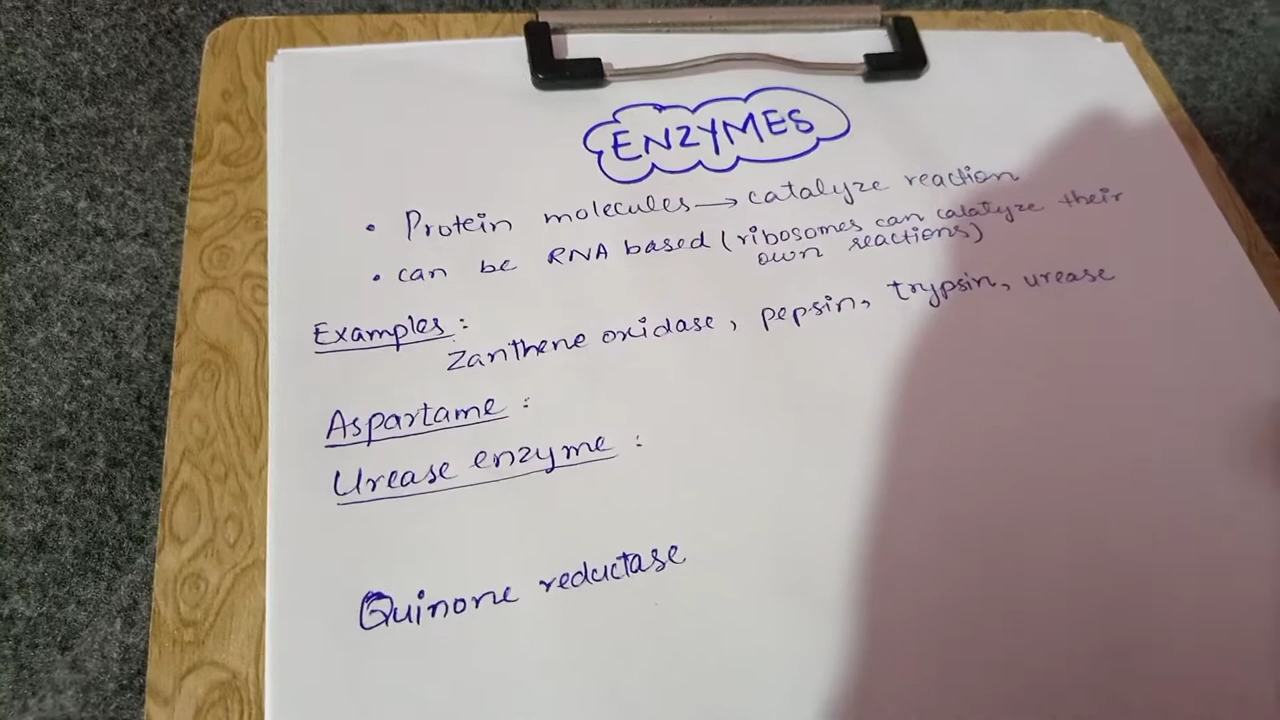 ENZYMES
• Protein molecules → catalyze reaction
• can be RNA based (ribosomes can catalyze their
own reactions)
Examples:
Zanthene oxidase, pepsin, trypsin, urease
Aspartame :
Urease enzyme :
Quinone reductase